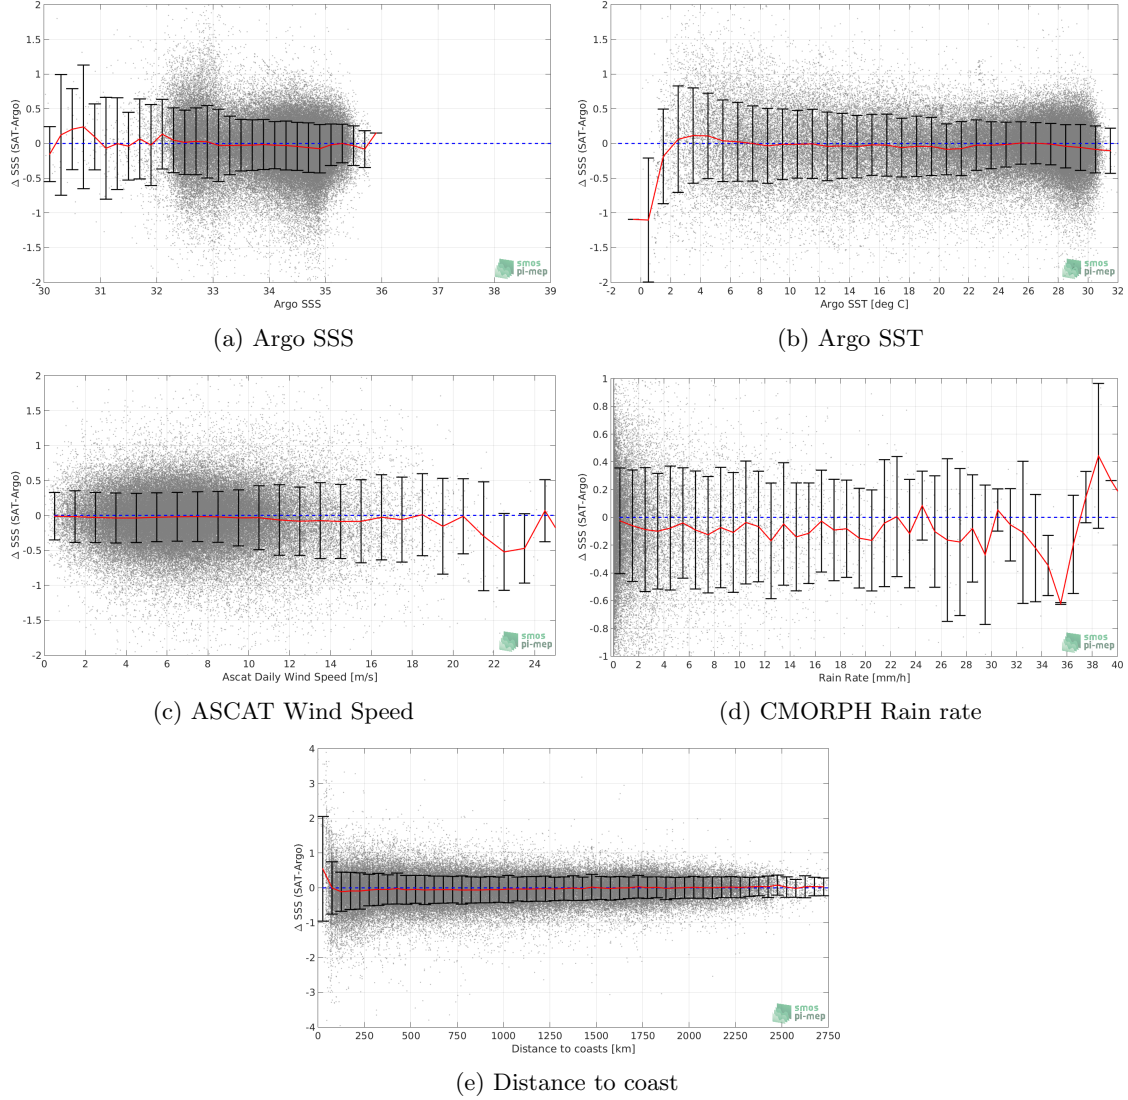 2
1.5
1
0.5
0
-0.5
-1
-1.5
-2
Δ SSS (SAT-Argo)
30 31 32 33 34 35 36 37 38 39
Argo SSS
smos
pi-mep
(a) Argo SSS
2
1.5
1
0.5
0
-0.5
-1
-1.5
-2
Δ SSS (SAT-Argo)
-2 0 2 4 6 8 10 12 14 16 18 20 22 24 26 28 30 32
Argo SST [deg C]
smos
pi-mep
(b) Argo SST
2
1.5
1
0.5
0
-0.5
-1
-1.5
-2
Δ SSS (SAT-Argo)
0 2 4 6 8 10 12 14 16 18 20 22 24
Ascat Daily Wind Speed [m/s]
smos
pi-mep
(c) ASCAT Wind Speed
1
0.8
0.6
0.4
0.2
0
-0.2
-0.4
-0.6
-0.8
-1
Δ SSS (SAT-Argo)
0 2 4 6 8 10 12 14 16 18 20 22 24 26 28 30 32 34 36 38 40
Rain Rate [mm/h]
smos
pi-mep
(d) CMORPH Rain rate
4
3
2
1
0
-1
-2
-3
-4
Δ SSS (SAT-Argo)
0 250 500 750 1000 1250 1500 1750 2000 2250 2500 2750
Distance to coasts [km]
smos
pi-mep
(e) Distance to coast